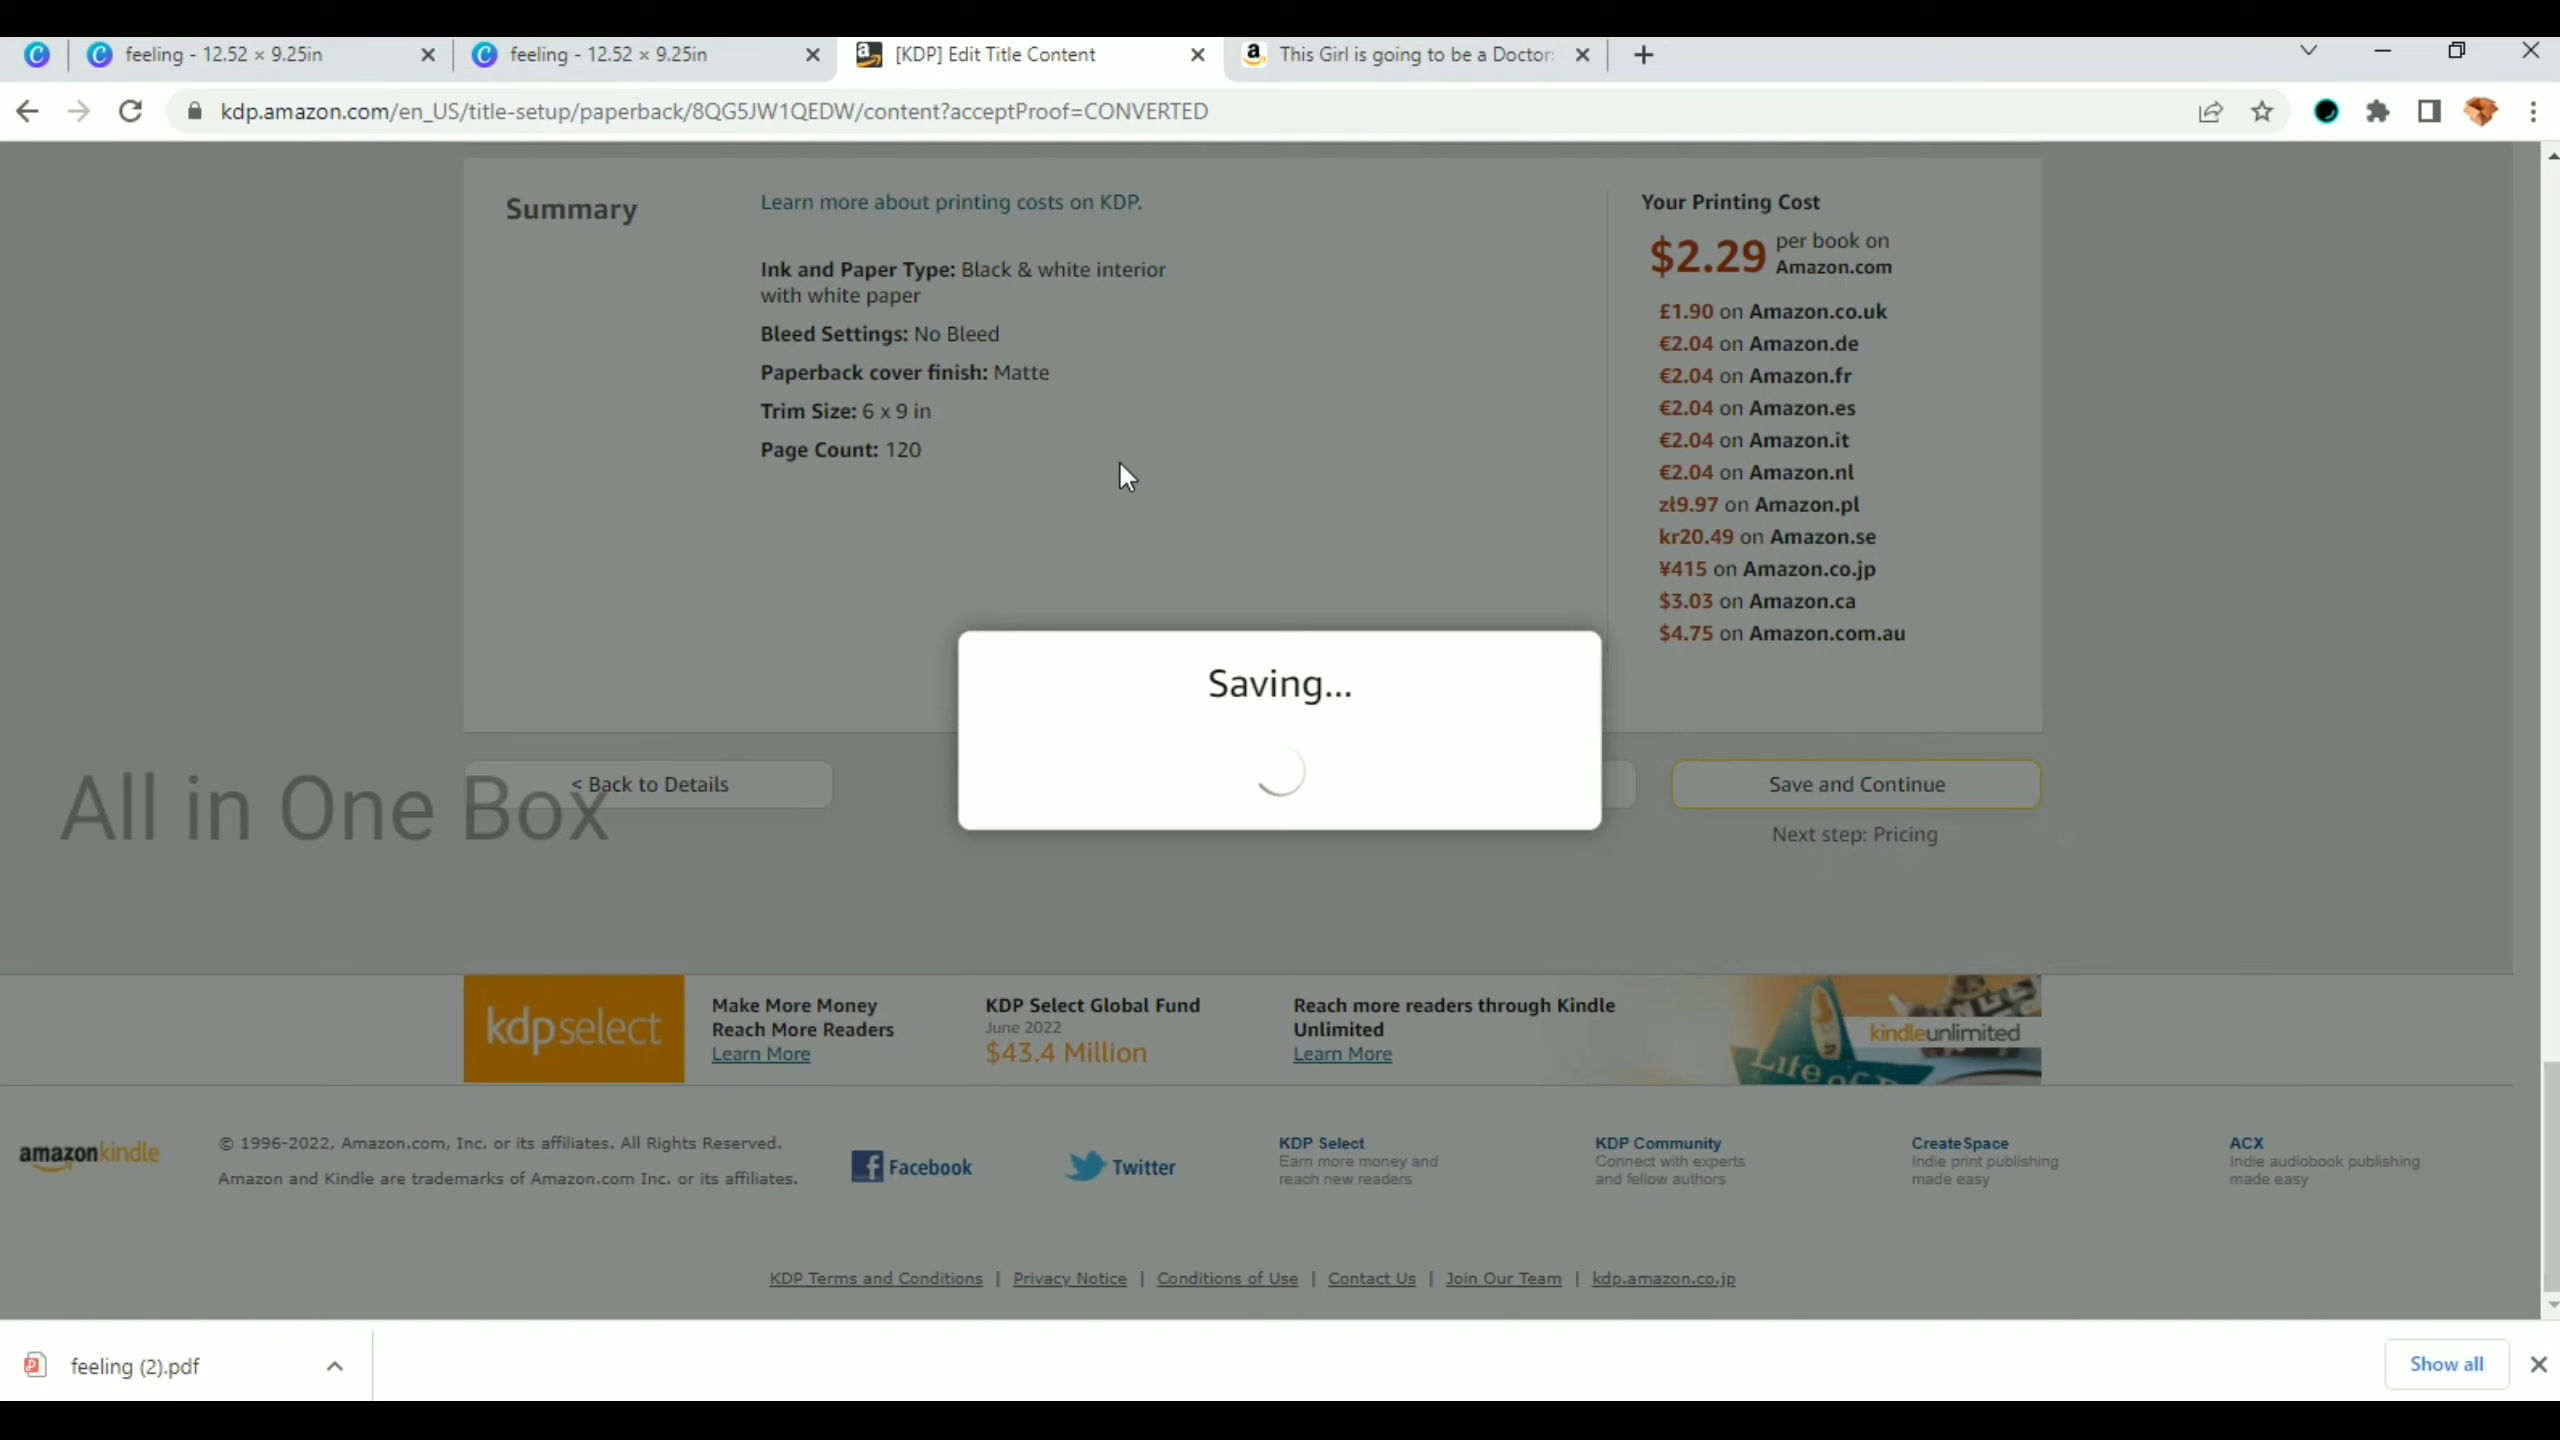 feeling - 12.52 × 9.25in
feeling - 12.52 × 9.25in
[KDP] Edit Title Content
This Girl is going to be a Doctor:
kdp.amazon.com/en_US/title-setup/paperback/8QG5JW1QEDW/content?acceptProof=CONVERTED
Summary
Learn more about printing costs on KDP.
Ink and Paper Type: Black & white interior
with white paper
Bleed Settings: No Bleed
Paperback cover finish: Matte
Trim Size: 6 x 9 in
Page Count: 120
Your Printing Cost
$2.29 per book on
Amazon.com
£1.90 on Amazon.co.uk
€2.04 on Amazon.de
€2.04 on Amazon.fr
€2.04 on Amazon.es
€2.04 on Amazon.it
€2.04 on Amazon.nl
zł9.97 on Amazon.pl
kr20.49 on Amazon.se
¥415 on Amazon.co.jp
$3.03 on Amazon.ca
$4.75 on Amazon.com.au
Saving...
< Back to Details
Save and Continue
Next step: Pricing
All in One Box
kdpselect
Make More Money
Reach More Readers
Learn More
KDP Select Global Fund
June 2022
$43.4 Million
Reach more readers through Kindle
Unlimited
Learn More
Life of
kindleunlimited
amazonkindle
© 1996-2022, Amazon.com, Inc. or its affiliates. All Rights Reserved.
Amazon and Kindle are trademarks of Amazon.com Inc. or its affiliates.
Facebook
Twitter
KDP Select
Earn more money and
reach new readers
KDP Community
Connect with experts
and fellow authors
CreateSpace
Indie print publishing
made easy
ACX
Indie audiobook publishing
made easy
KDP Terms and Conditions | Privacy Notice | Conditions of Use | Contact Us | Join Our Team | kdp.amazon.co.jp
feeling (2).pdf
Show all